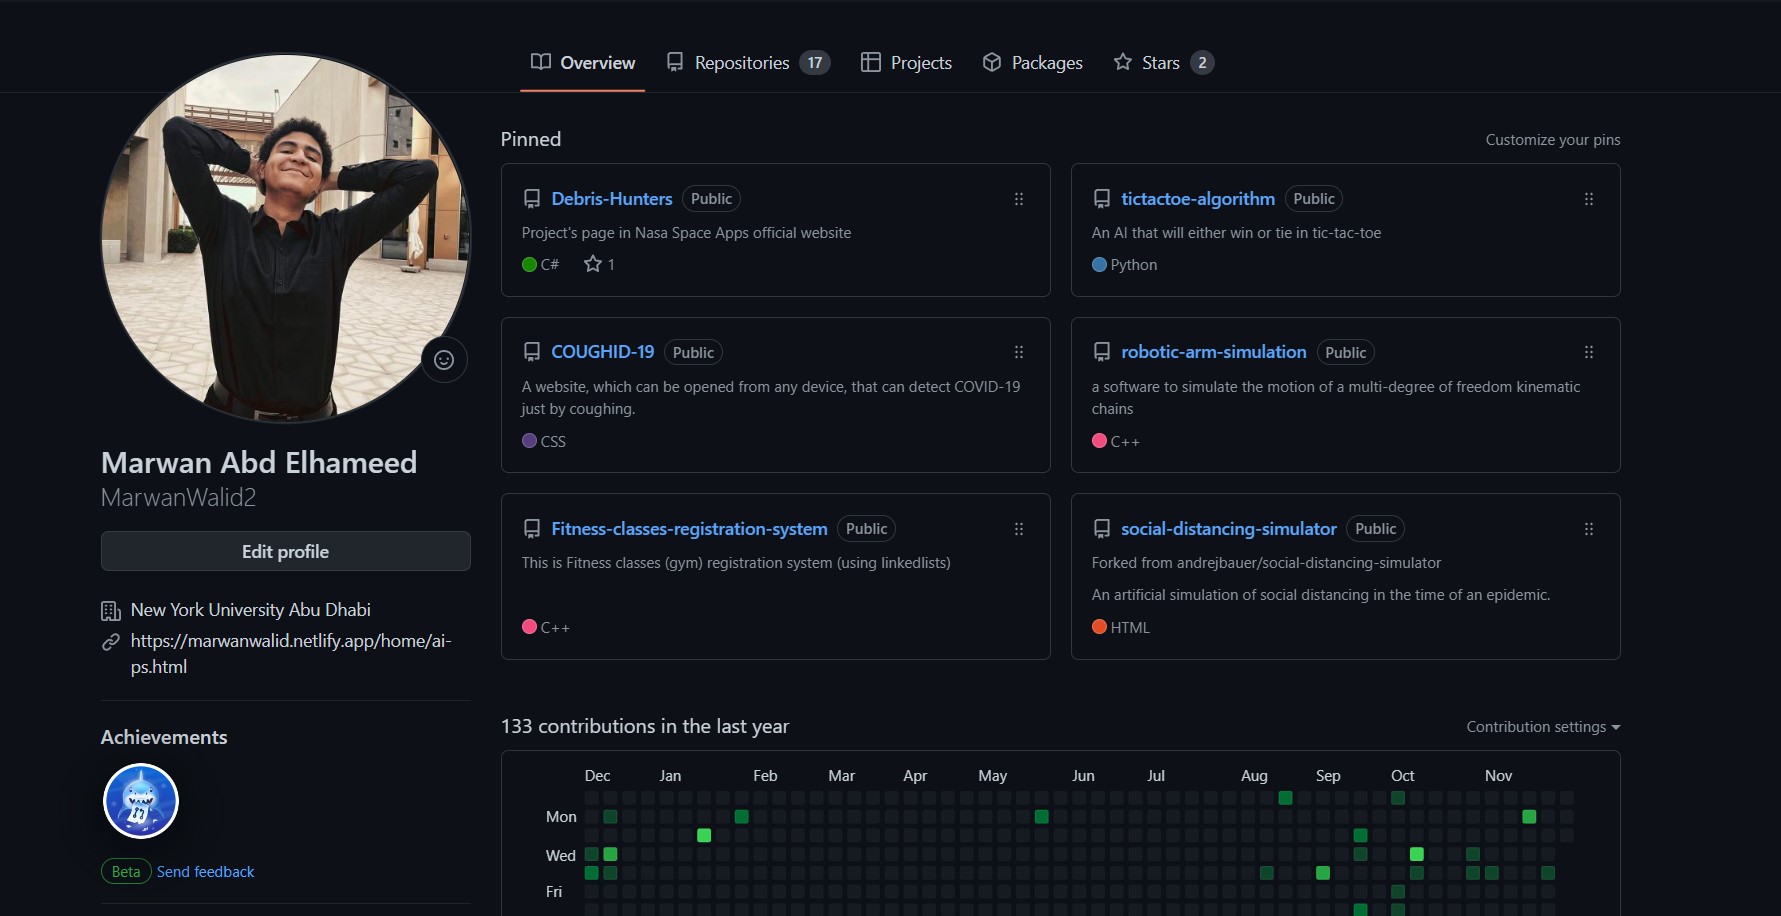 Overview
Repositories 17
Projects
Packages
Stars 2
Marwan Abd Elhameed
MarwanWalid2
Edit profile
New York University Abu Dhabi
https://marwanwalid.netlify.app/home/ai-
ps.html
Achievements
Beta Send feedback
Pinned
Customize your pins
Debris-Hunters Public
Project's page in Nasa Space Apps official website
C# 1
tictactoe-algorithm Public
An AI that will either win or tie in tic-tac-toe
Python
COUGHID-19 Public
A website, which can be opened from any device, that can detect COVID-19
just by coughing.
CSS
robotic-arm-simulation Public
a software to simulate the motion of a multi-degree of freedom kinematic
chains
C++
Fitness-classes-registration-system Public
This is Fitness classes (gym) registration system (using linkedlists)
C++
social-distancing-simulator Public
Forked from andrejbauer/social-distancing-simulator
An artificial simulation of social distancing in the time of an epidemic.
HTML
133 contributions in the last year
Contribution settings
Dec Jan Feb Mar Apr May Jun Jul Aug Sep Oct Nov
Mon
Wed
Fri